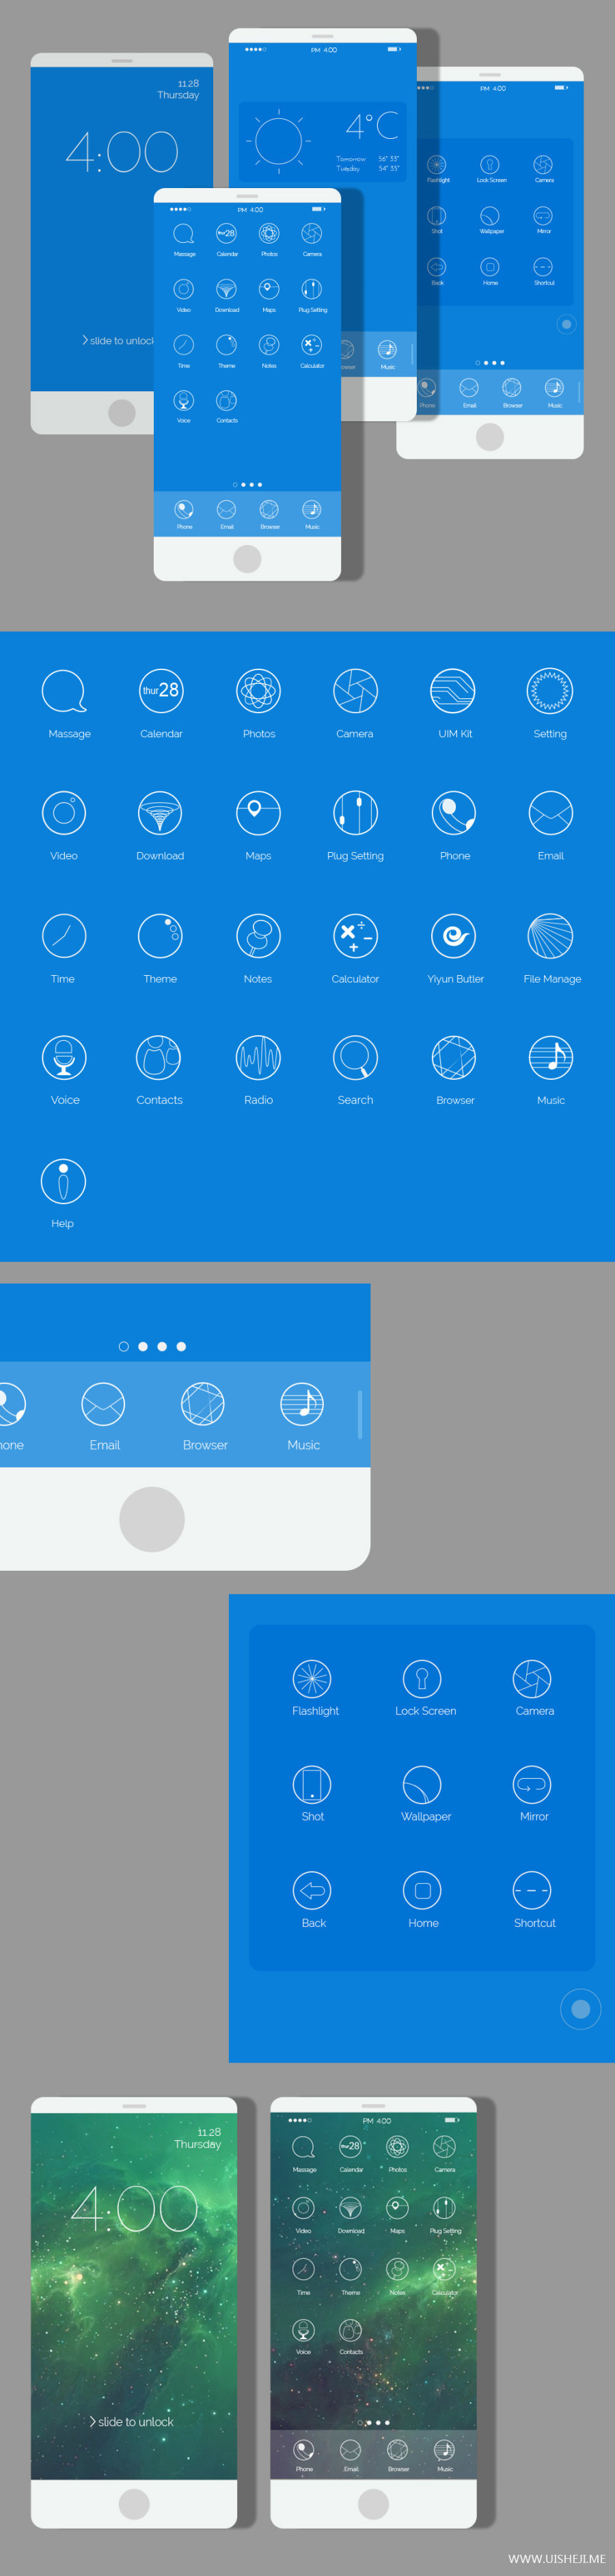 11.28
Thursday
4:00
slide to unlock
PM 4:00
4°C
Tomorrow 56° 33°
Tuesday 54° 33°
PM 4:00
Flashlight Lock Screen Camera
Shot Wallpaper Mirror
Back Home Shortcut
Phone Email Browser Music
owser Music
PM 4:00
Massage Calendar Photos Camera
thur28
Video Download Maps Plug Setting
Time Theme Notes Calculator
Voice Contacts
Phone Email Browser Music
thur28
Massage Calendar Photos Camera UIM Kit Setting
Video Download Maps Plug Setting Phone Email
Time Theme Notes Calculator Yiyun Butler File Manage
Voice Contacts Radio Search Browser Music
Help
hone Email Browser Music
Flashlight Lock Screen Camera
Shot Wallpaper Mirror
Back Home Shortcut
11.28
Thursday
4:00
slide to unlock
PM 4:00
thur28
Massage Calendar Photos Camera
Video Download Maps Plug Setting
Time Theme Notes Calculator
Voice Contacts
Phone Email Browser Music
WWW.UISHEJI.ME